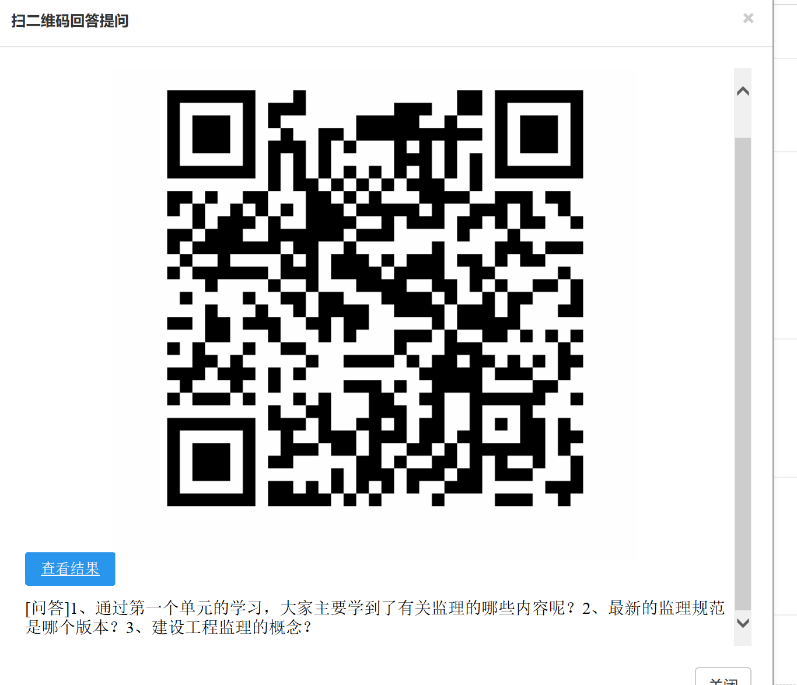 扫二维码回答提问
查看结果
[问答]1、通过第一个单元的学习，大家主要学到了有关监理的哪些内容呢？2、最新的监理规范
是哪个版本？3、建设工程监理的概念？
关闭